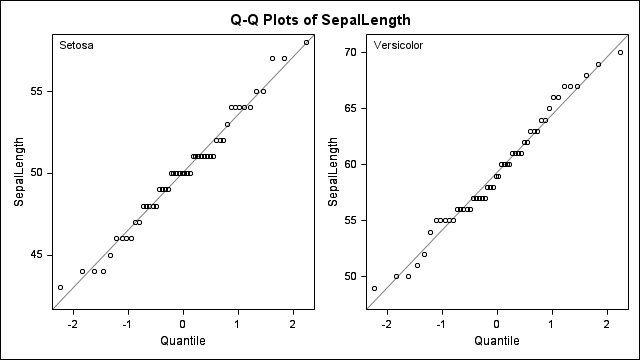 Q-Q Plots of SepalLength
Setosa
SepalLength
55
50
45
-2 -1 0 1 2
Quantile
Versicolor
SepalLength
70
65
60
55
50
-2 -1 0 1 2
Quantile